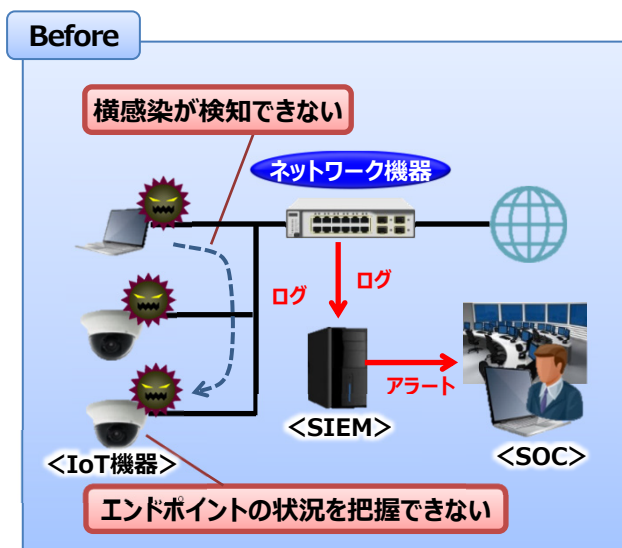 Before
横感染が検知できない
ネットワーク機器
ログ
ログ
アラート
<SIEM>
<SOC>
<IoT機器>
エンドポイントの状況を把握できない